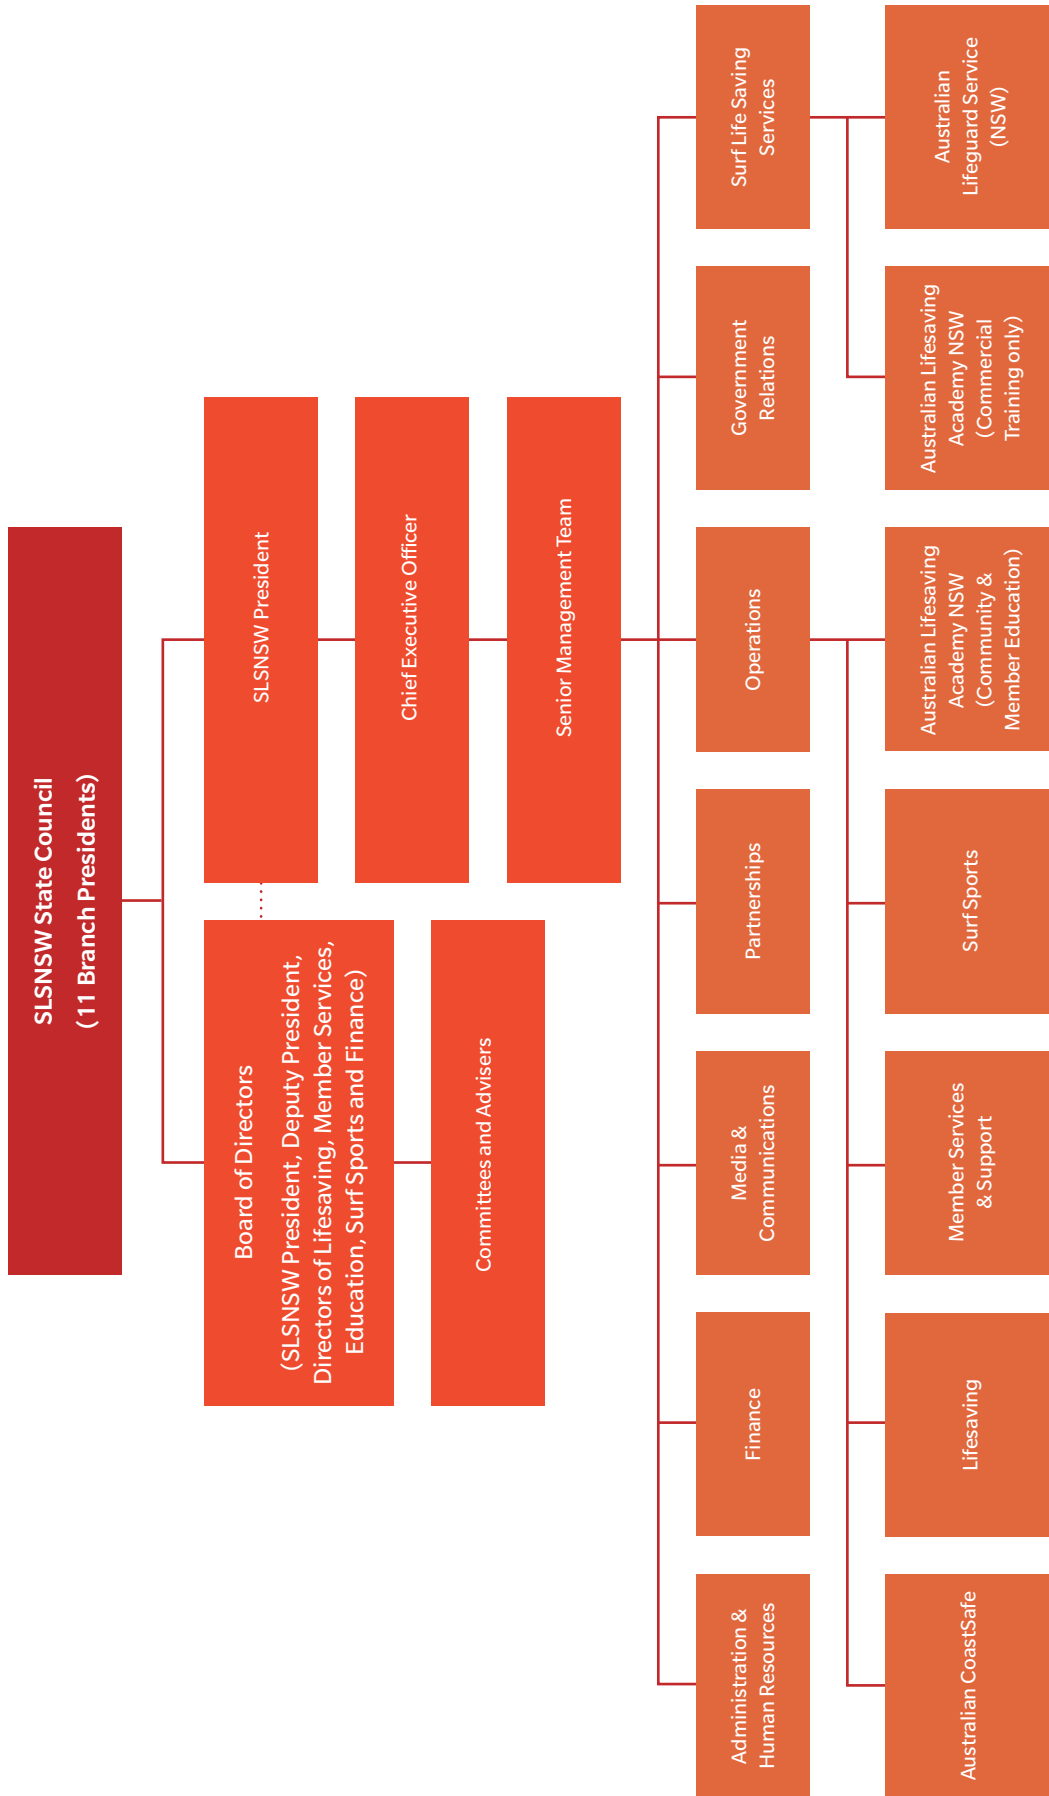 SLSNSW State Council
(11 Branch Presidents)
Board of Directors
(SLSNSW President, Deputy President,
Directors of Lifesaving, Member Services,
Education, Surf Sports and Finance)
SLSNSW President
Committees and Advisers
Chief Executive Officer
Senior Management Team
Administration &
Human Resources
Finance
Media &
Communications
Partnerships
Operations
Government
Relations
Surf Life Saving
Services
Australian CoastSafe
Lifesaving
Member Services
& Support
Surf Sports
Australian Lifesaving
Academy NSW
(Community &
Member Education)
Australian Lifesaving
Academy NSW
(Commercial
Training only)
Australian
Lifeguard Service
(NSW)